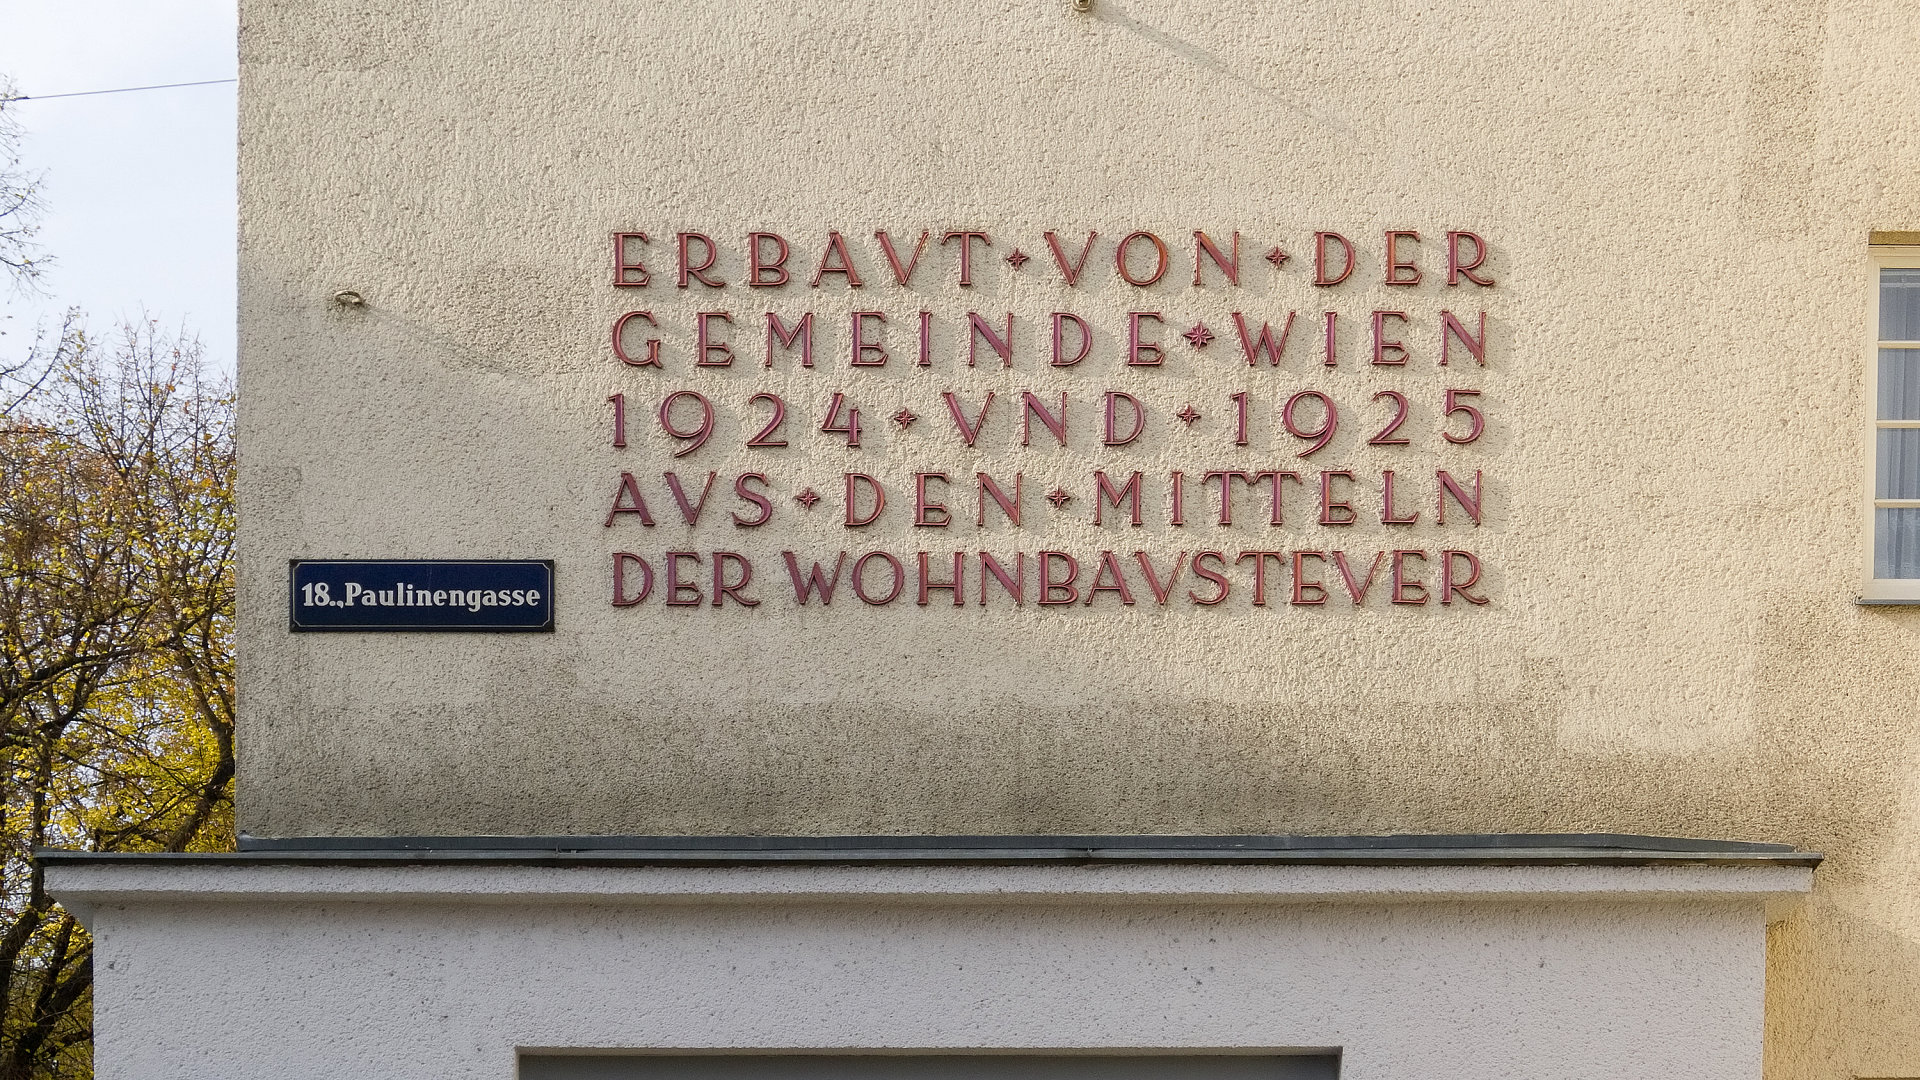 ERBAVT ✦ VON ✦ DER
GEMEINDE ✴ WIEN
1924 ✦ VND ✦ 1925
AVS ✦ DEN ✦ MITTELN
DER WOHNBAVSTEVER
18., Paulinengasse